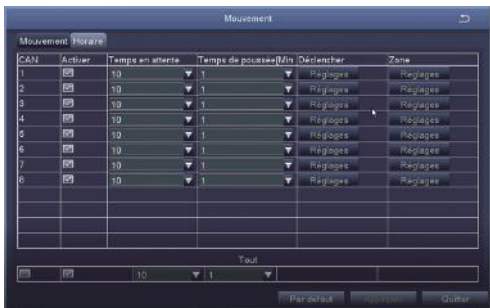 Mouvement
Mouvement Horaire
CAN Activer Temps en attente Temps de poussée[Min Déclencher Zone
1 10 1 Réglages Réglages
2 10 1 Réglages Réglages
3 10 1 Réglages Réglages
4 10 1 Réglages Réglages
5 10 1 Réglages Réglages
6 10 1 Réglages Réglages
7 10 1 Réglages Réglages
8 10 1 Réglages Réglages
Tout
10 1
Par défaut Appliquer Quitter